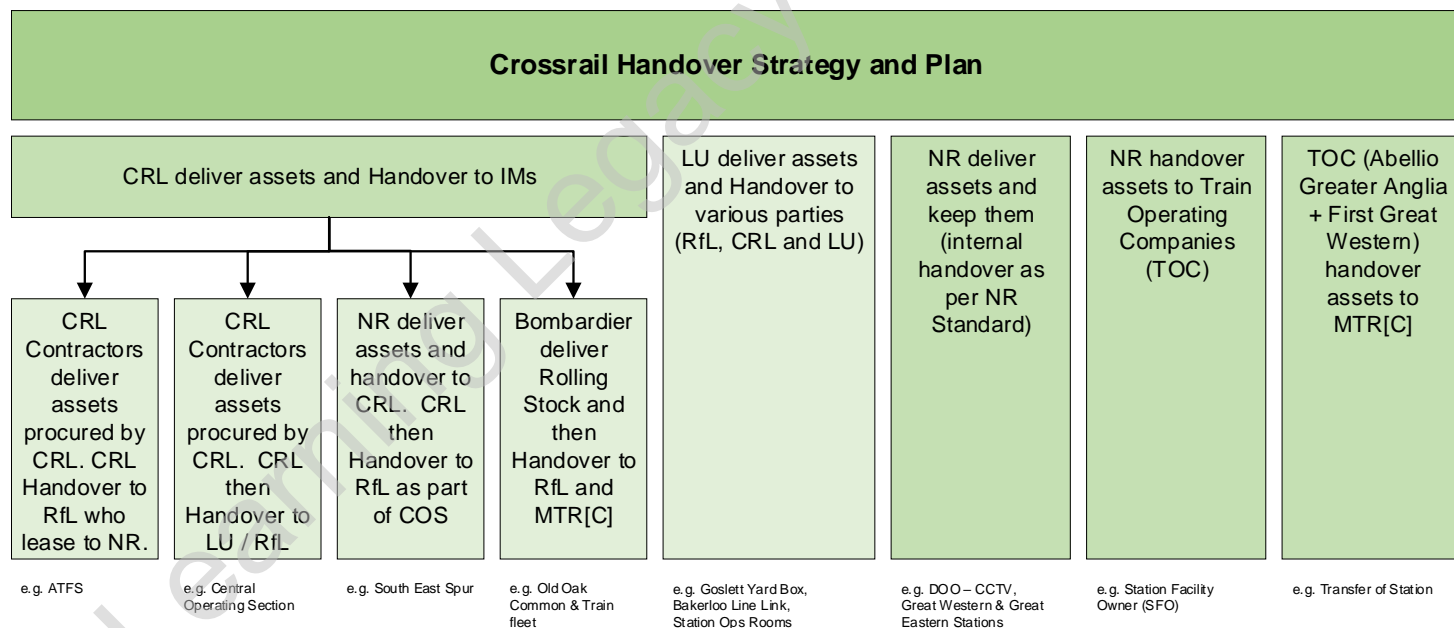 Crossrail Handover Strategy and Plan
CRL deliver assets and Handover to IMs
LU deliver assets
and Handover to
various parties
(RfL, CRL and LU)
NR deliver
assets and
keep them
(internal
handover as
per NR
Standard)
NR handover
assets to Train
Operating
Companies
(TOC)
TOC (Abellio
Greater Anglia
+ First Great
Western)
handover
assets to
MTR[C]
CRL
Contractors
deliver
assets
procured by
CRL. CRL
Handover to
RfL who
lease to NR.
CRL
Contractors
deliver
assets
procured by
CRL. CRL
then
Handover to
LU / RfL
NR deliver
assets and
handover to
CRL. CRL
then
Handover to
RfL as part
of COS
Bombardier
deliver
Rolling
Stock and
then
Handover to
RfL and
MTR[C]
e.g. ATFS
e.g. Central
Operating Section
e.g. South East Spur
e.g. Old Oak
Common & Train
fleet
e.g. Goslett Yard Box,
Bakerloo Line Link,
Station Ops Rooms
e.g. DOO – CCTV,
Great Western & Great
Eastern Stations
e.g. Station Facility
Owner (SFO)
e.g. Transfer of Station
Learning Legacy